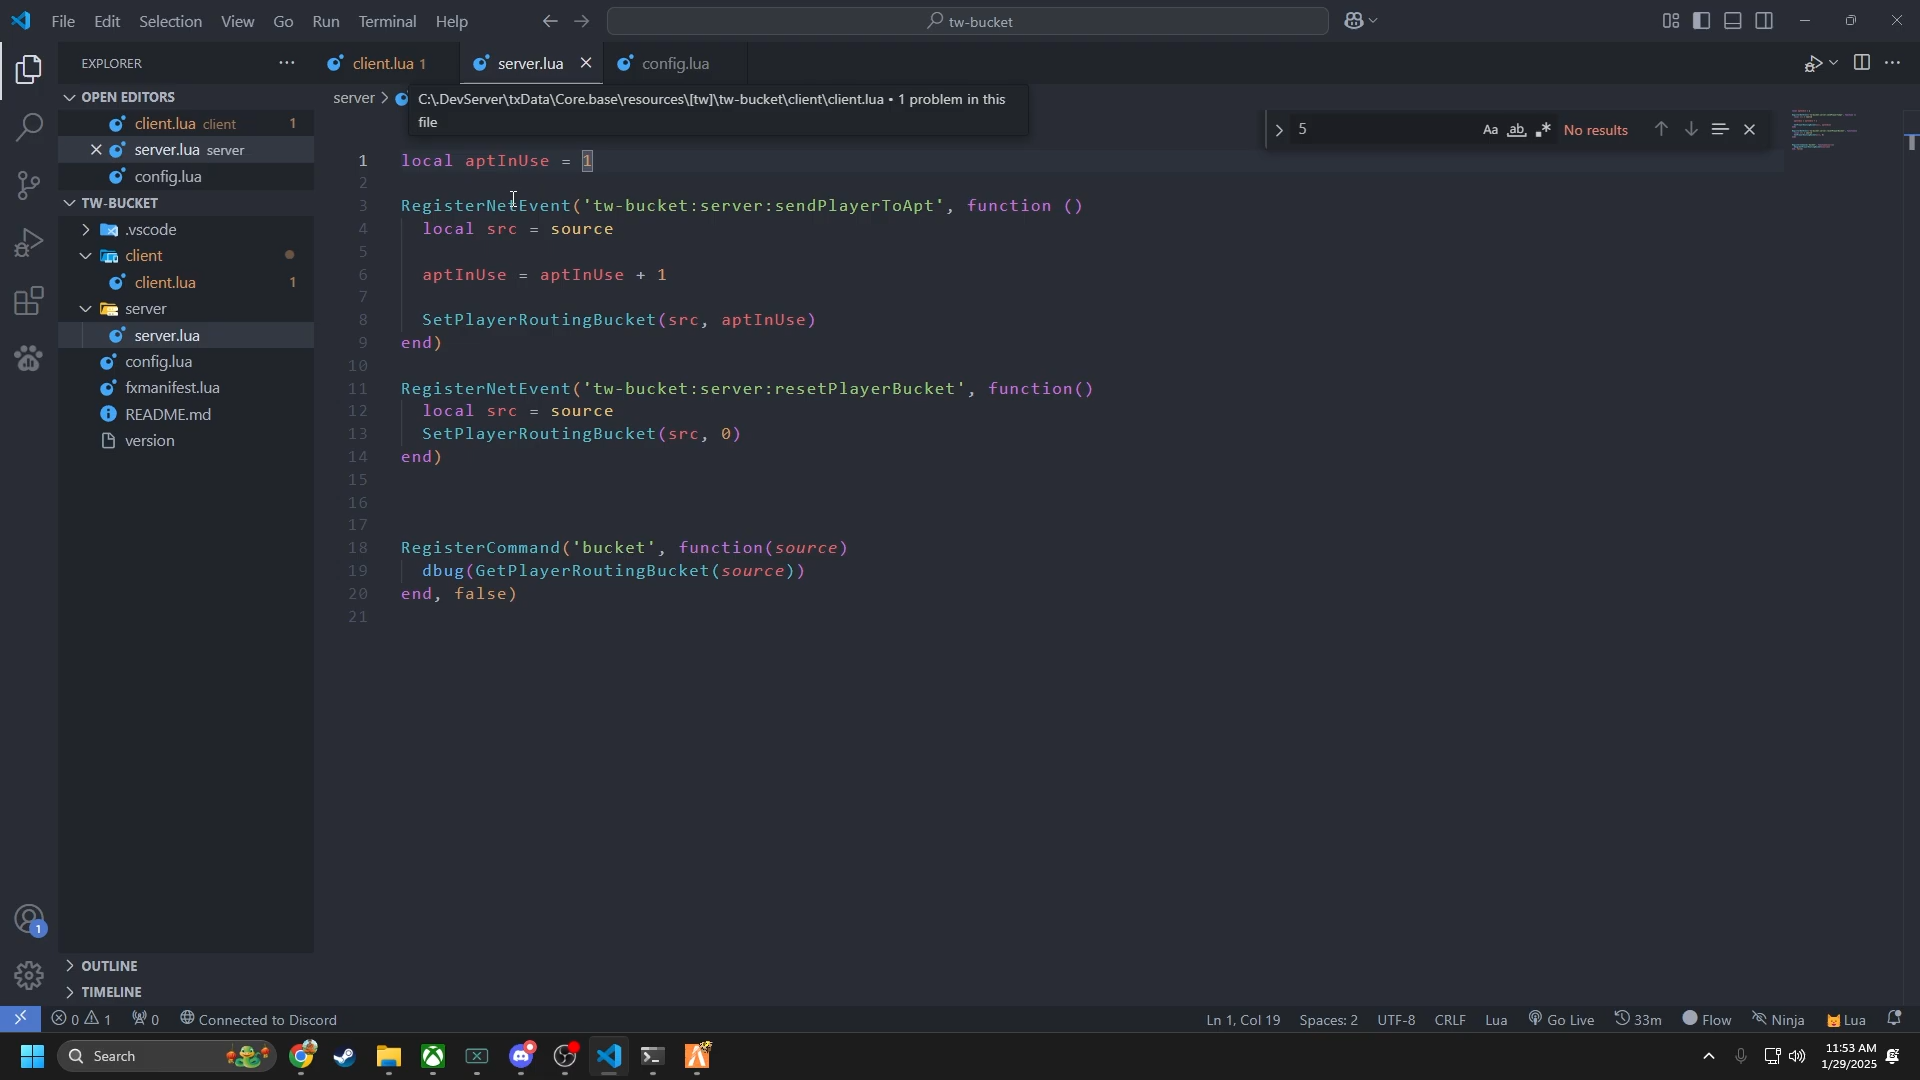 File Edit Selection View Go Run Terminal Help
tw-bucket
EXPLORER
client.lua 1
server.lua
config.lua
OPEN EDITORS
client.lua client 1
server.lua server
config.lua
TW-BUCKET
.vscode
client
client.lua 1
server
server.lua
config.lua
fxmanifest.lua
README.md
version
OUTLINE
TIMELINE
server >
C:\.DevServer\txData\Core.base\resources\[tw]\tw-bucket\client\client.lua • 1 problem in this
file
5
Aa ab .* No results
1 local aptInUse = 1
2
3 RegisterNetEvent('tw-bucket:server:sendPlayerToApt', function ()
4 local src = source
5
6 aptInUse = aptInUse + 1
7
8 SetPlayerRoutingBucket(src, aptInUse)
9 end)
10
11 RegisterNetEvent('tw-bucket:server:resetPlayerBucket', function()
12 local src = source
13 SetPlayerRoutingBucket(src, 0)
14 end)
15
16
17
18 RegisterCommand('bucket', function(source)
19 dbug(GetPlayerRoutingBucket(source))
20 end, false)
21
1
0 1 0 Connected to Discord
Ln 1, Col 19 Spaces: 2 UTF-8 CRLF Lua Go Live 33m Flow Ninja Lua
Search
11:53 AM
1/29/2025